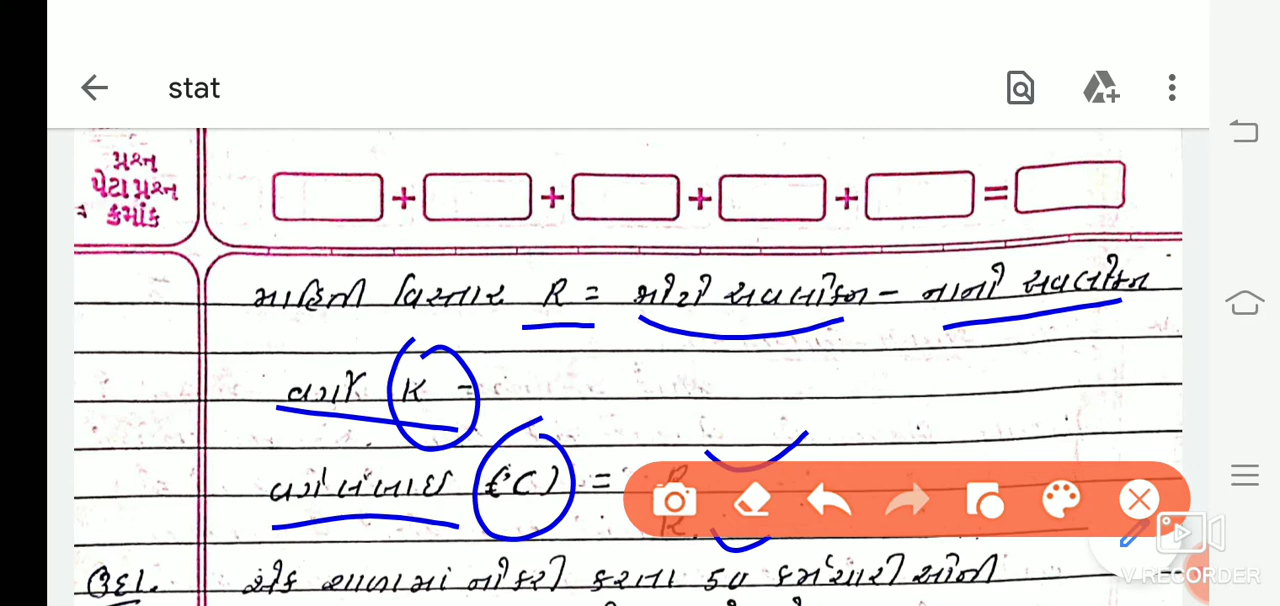 stat
પ્રશ્ન
પેટા પ્રશ્ન
ક્રમાંક
+ + + + =
માહિતી વિસ્તાર R = મોટો અવલોકન - નાનો અવલોકન
વર્ગ K =
વર્ગ લંબાઇ (C) = R
K
ઉદા. એક શાળામાં નોકરી કરતા 50 કર્મચારીઓની
V RECORDER